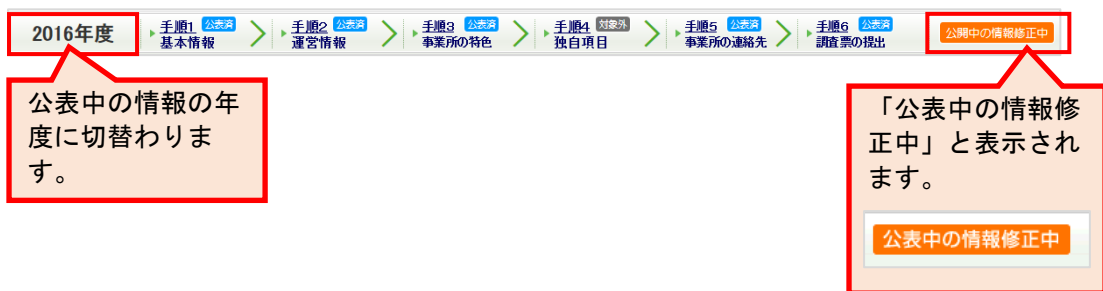 2016年度
手順1 公表済
基本情報
手順2 公表済
運営情報
手順3 公表済
事業所の特色
手順4 対象外
独自項目
手順5 公表済
事業所の連絡先
手順6 公表済
調査票の提出
公開中の情報修正中
公表中の情報の年
度に切替わりま
す。
「公表中の情報修
正中」と表示され
ます。
公表中の情報修正中